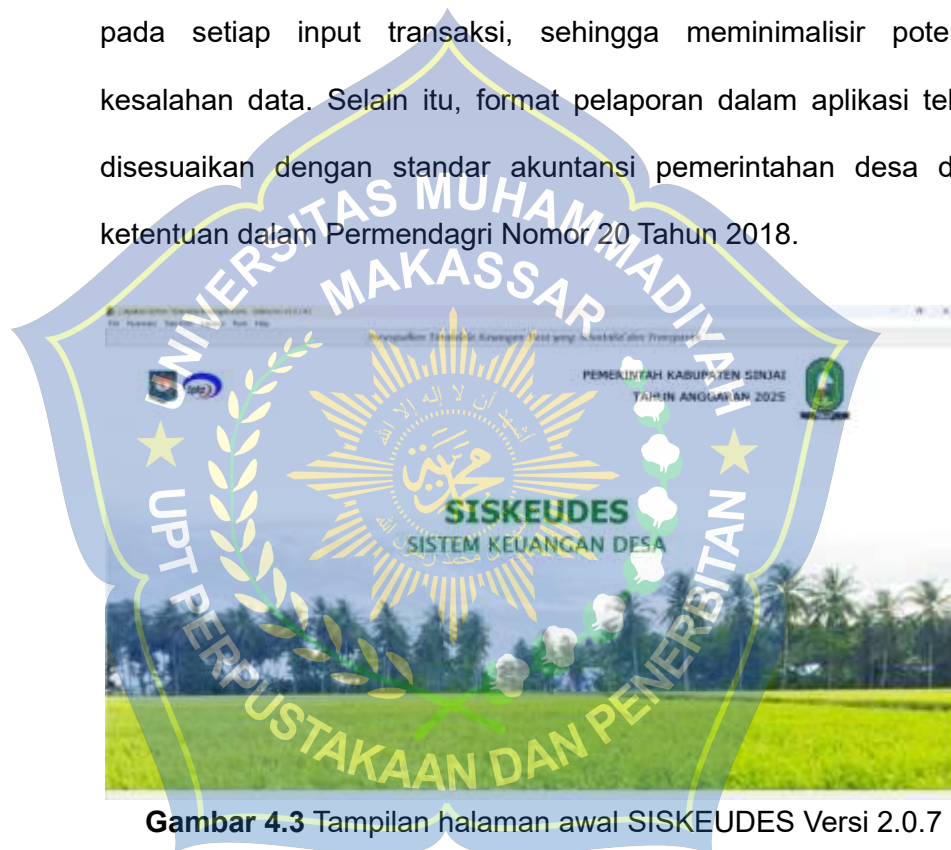 pada setiap input transaksi, sehingga meminimalisir pote
kesalahan data. Selain itu, format pelaporan dalam aplikasi tel
disesuaikan dengan standar akuntansi pemerintahan desa d
ketentuan dalam Permendagri Nomor 20 Tahun 2018.
UNIVERSITAS MUHAMMADIYAH
MAKASSAR
PEMERINTAH KABUPATEN SINJAI
TAHUN ANGGARAN 2025
SISKEUDES
SISTEM KEUANGAN DESA
UPT PERPUSTAKAAN DAN PENERBITAN
Gambar 4.3 Tampilan halaman awal SISKEUDES Versi 2.0.7